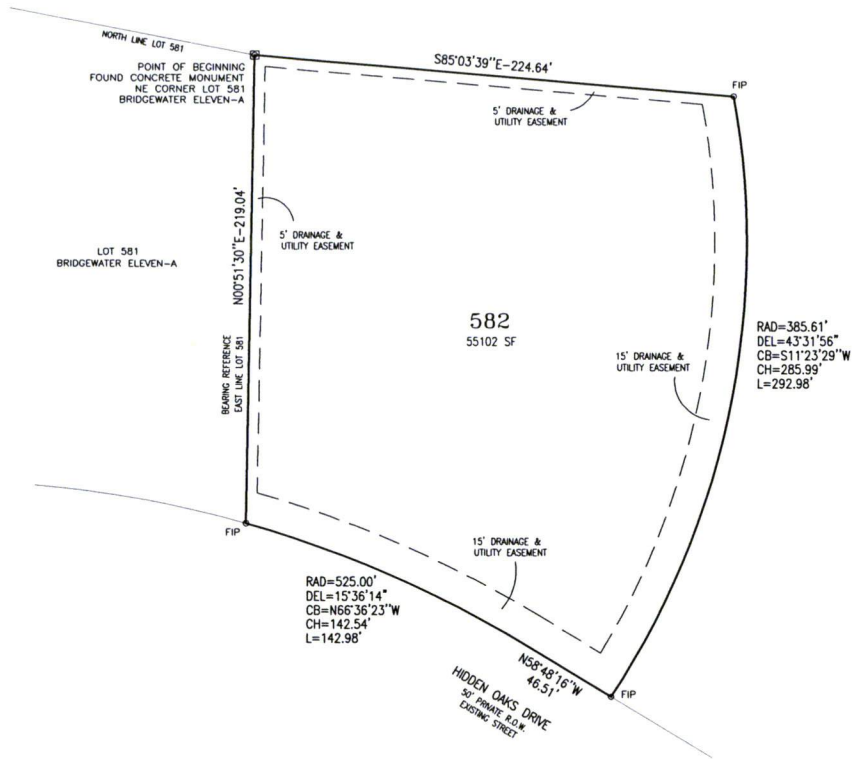 NORTH LINE LOT 581
POINT OF BEGINNING
FOUND CONCRETE MONUMENT
NE CORNER LOT 581
BRIDGEWATER ELEVEN-A
S85°03'39"E-224.64'
FIP
5' DRAINAGE &
UTILITY EASEMENT
N00°51'30"E-219.04'
5' DRAINAGE &
UTILITY EASEMENT
LOT 581
BRIDGEWATER ELEVEN-A
582
55102 SF
BEARING REFERENCE
EAST LINE LOT 581
15' DRAINAGE &
UTILITY EASEMENT
RAD=385.61'
DEL=43°31'56"
CB=S11°23'29"W
CH=285.99'
L=292.98'
FIP
15' DRAINAGE &
UTILITY EASEMENT
RAD=525.00'
DEL=15°36'14"
CB=N66°36'23"W
CH=142.54'
L=142.98'
N58°48'16"W
46.51'
FIP
HIDDEN OAKS DRIVE
50' PRIVATE R.O.W.
EXISTING STREET